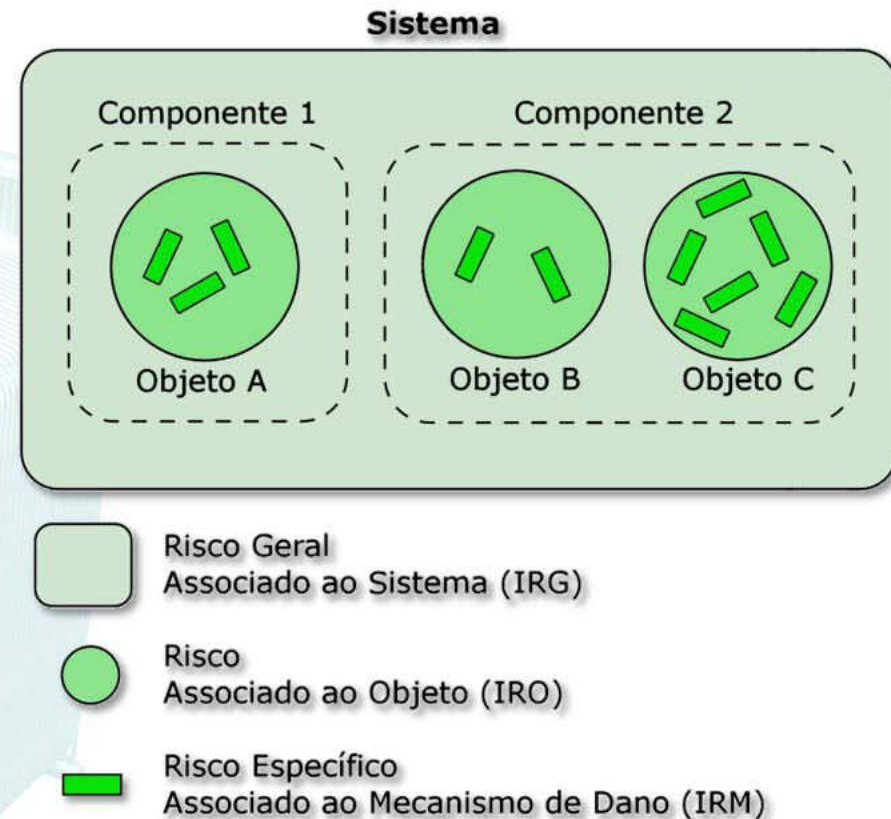 Sistema
Componente 1
Componente 2
Objeto A
Objeto B
Objeto C
Risco Geral
Associado ao Sistema (IRG)
Risco
Associado ao Objeto (IRO)
Risco Específico
Associado ao Mecanismo de Dano (IRM)